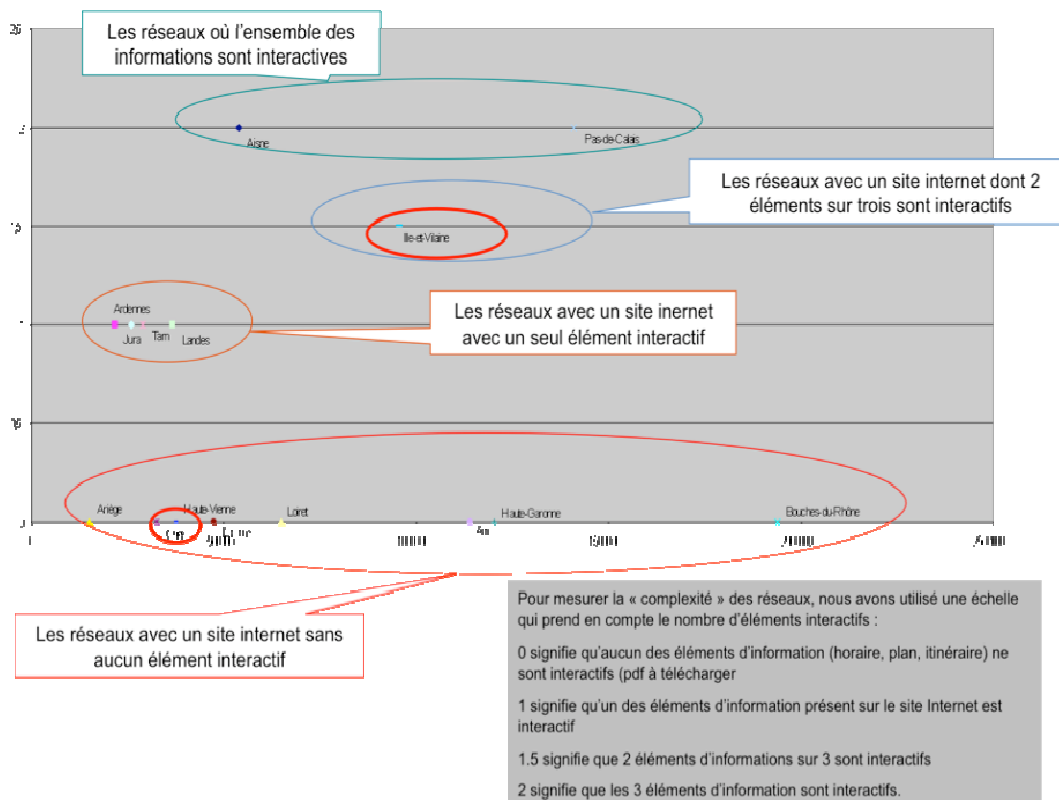 Les réseaux où l'ensemble des
informations sont interactives
Aisne
Pas-de-Calais
Les réseaux avec un site internet dont 2
éléments sur trois sont interactifs
Ille-et-Vilaine
Ardennes
Jura
Tarn
Landes
Les réseaux avec un site inernet
avec un seul élément interactif
Ariége
Haute-Vienne
Loiret
Haute-Garonne
Bouches-du-Rhône
0
Les réseaux avec un site internet sans
aucun élément interactif
Pour mesurer la « complexité » des réseaux, nous avons utilisé une échelle
qui prend en compte le nombre d'éléments interactifs :
0 signifie qu'aucun des éléments d'information (horaire, plan, itinéraire) ne
sont interactifs (pdf à télécharger
1 signifie qu'un des éléments d'information présent sur le site Internet est
interactif
1.5 signifie que 2 éléments d'informations sur 3 sont interactifs
2 signifie que les 3 éléments d'information sont interactifs.